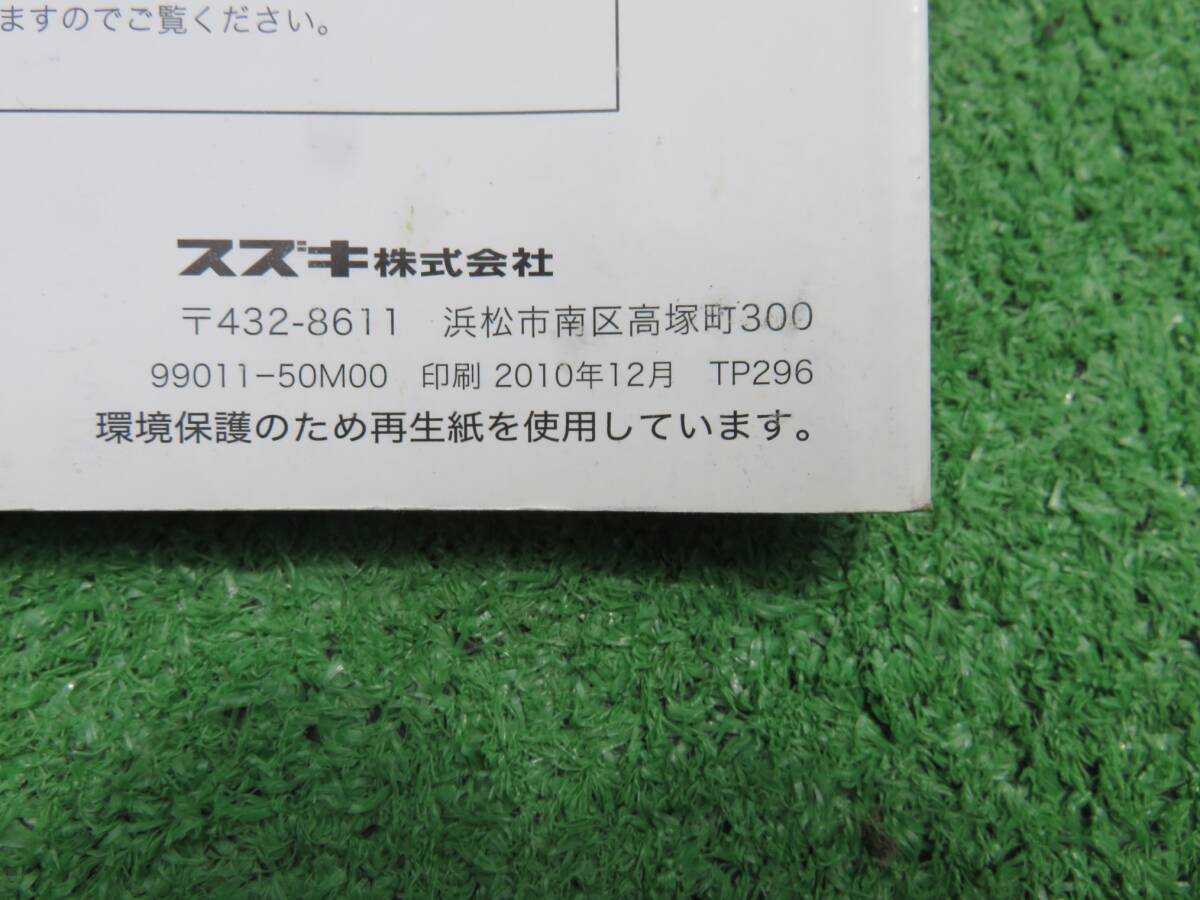 ますのでご覧ください。
スズキ株式会社
〒432-8611　浜松市南区高塚町300
99011-50M00　印刷 2010年12月　TP296
環境保護のため再生紙を使用しています。